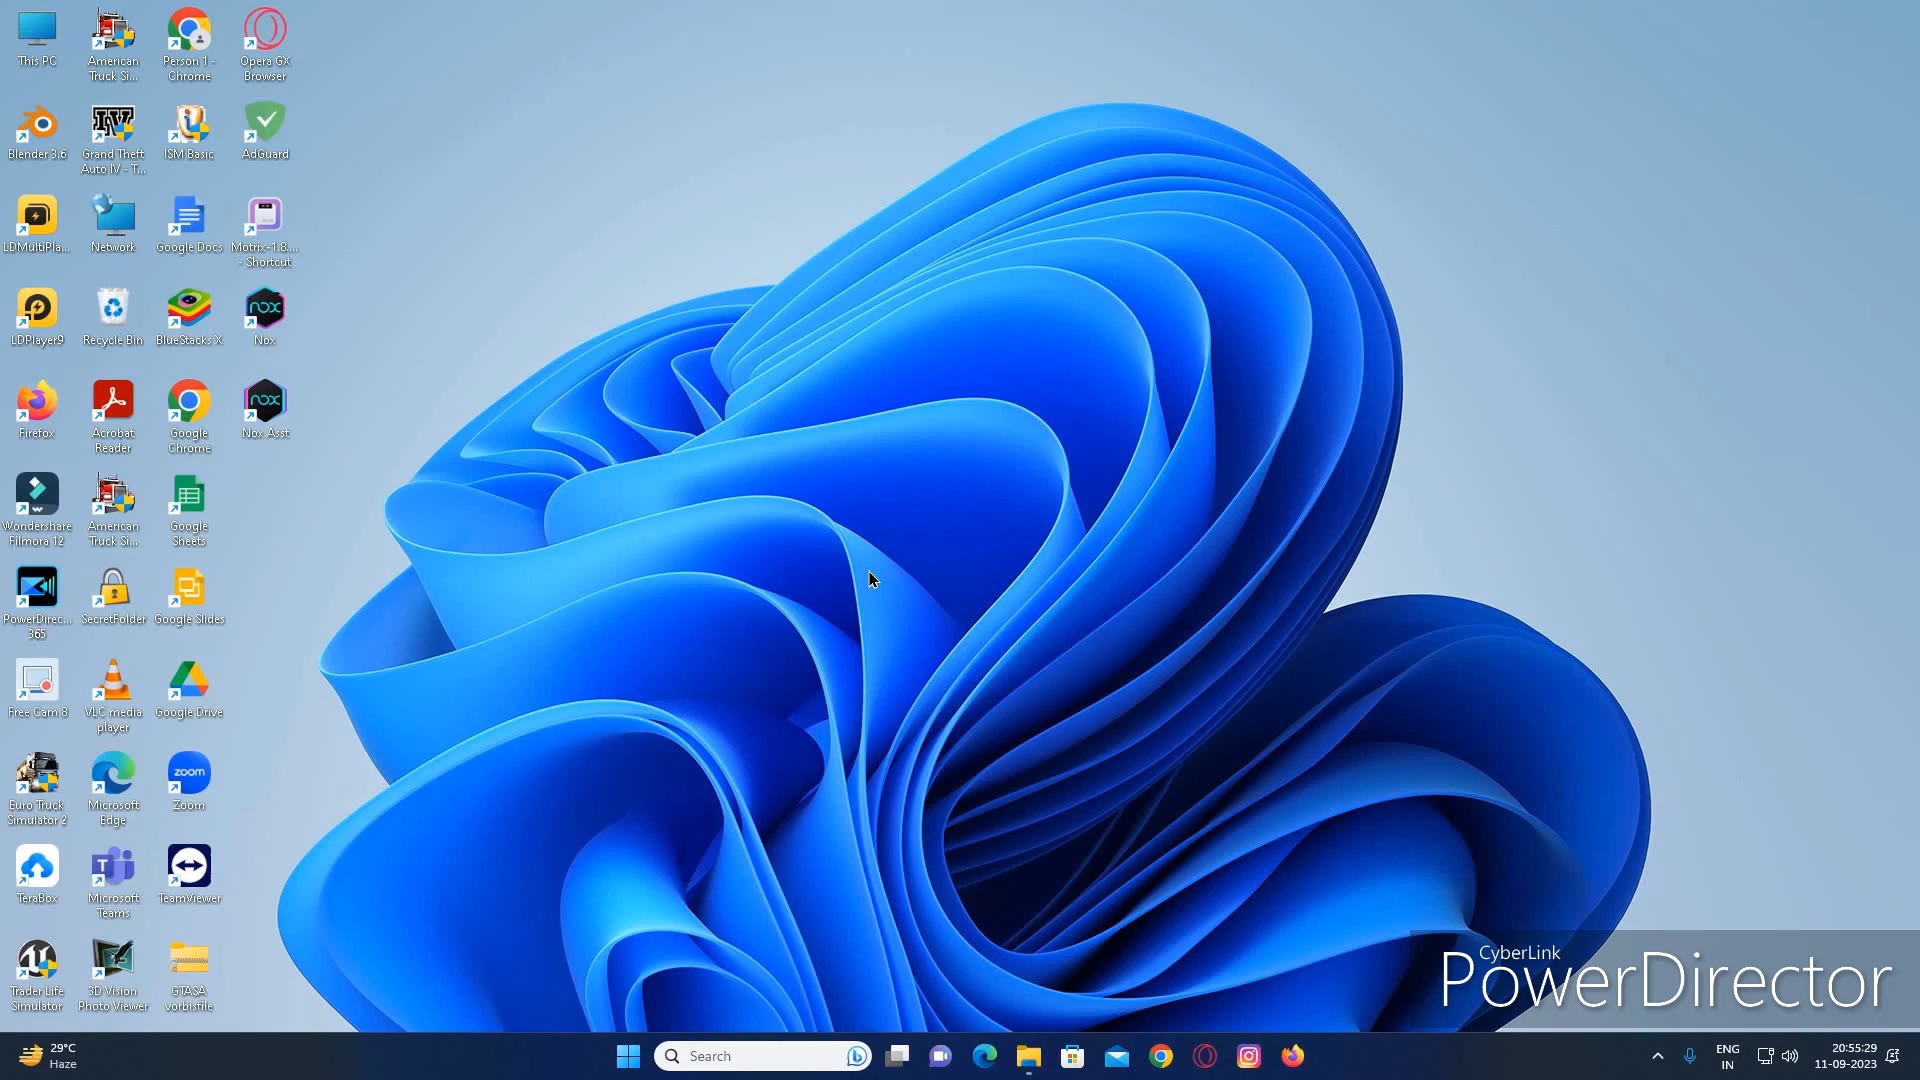 This PC
American
Truck Si...
Person 1 -
Chrome
Opera GX
Browser
Blender 3.6
Grand Theft
Auto IV - T...
ISM Basic
AdGuard
LDMultiPla...
Network
Google Docs
Motrix-1.8....
- Shortcut
LDPlayer9
Recycle Bin
BlueStacks X
Nox
Firefox
Acrobat
Reader
Google
Chrome
Nox Asst
Wondershare
Filmora 12
American
Truck Si...
Google
Sheets
PowerDirec...
365
SecretFolder
Google Slides
Free Cam 8
VLC media
player
Google Drive
Euro Truck
Simulator 2
Microsoft
Edge
zoom
Zoom
TeraBox
Microsoft
Teams
TeamViewer
Trader Life
Simulator
3D Vision
Photo Viewer
GTASA
vorbisfile
CyberLink
PowerDirector
29°C
Haze
Search
ENG
IN
20:55:29
11-09-2023